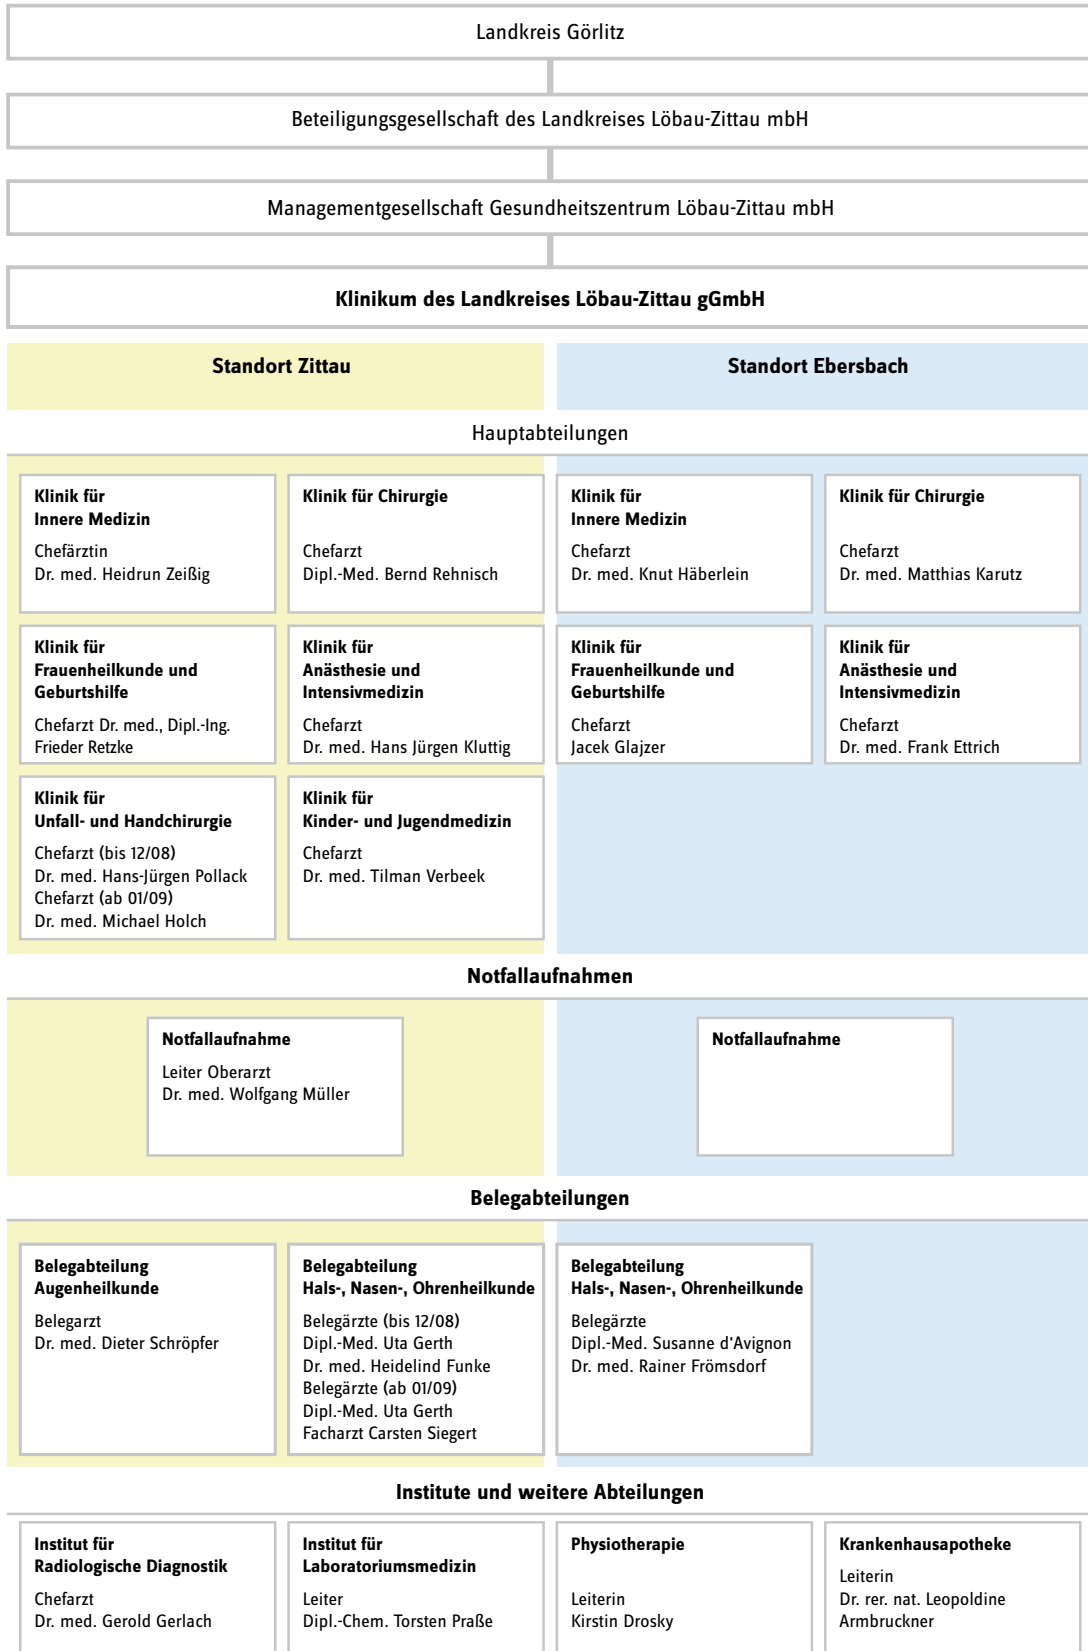 Landkreis Görlitz
Beteiligungsgesellschaft des Landkreises Löbau-Zittau mbH
Managementgesellschaft Gesundheitszentrum Löbau-Zittau mbH
Klinikum des Landkreises Löbau-Zittau gGmbH
Standort Zittau
Standort Ebersbach
Hauptabteilungen
Klinik für
Innere Medizin
Chefärztin
Dr. med. Heidrun Zeißig
Klinik für Chirurgie
Chefarzt
Dipl.-Med. Bernd Rehnisch
Klinik für
Innere Medizin
Chefarzt
Dr. med. Knut Häberlein
Klinik für Chirurgie
Chefarzt
Dr. med. Matthias Karutz
Klinik für
Frauenheilkunde und
Geburtshilfe
Chefarzt Dr. med., Dipl.-Ing.
Frieder Retzke
Klinik für
Anästhesie und
Intensivmedizin
Chefarzt
Dr. med. Hans Jürgen Kluttig
Klinik für
Frauenheilkunde und
Geburtshilfe
Chefarzt
Jacek Glajzer
Klinik für
Anästhesie und
Intensivmedizin
Chefarzt
Dr. med. Frank Ettrich
Klinik für
Unfall- und Handchirurgie
Chefarzt (bis 12/08)
Dr. med. Hans-Jürgen Pollack
Chefarzt (ab 01/09)
Dr. med. Michael Holch
Klinik für
Kinder- und Jugendmedizin
Chefarzt
Dr. med. Tilman Verbeek
Notfallaufnahmen
Notfallaufnahme
Leiter Oberarzt
Dr. med. Wolfgang Müller
Notfallaufnahme
Belegabteilungen
Belegabteilung
Augenheilkunde
Belegarzt
Dr. med. Dieter Schröpfer
Belegabteilung
Hals-, Nasen-, Ohrenheilkunde
Belegärzte (bis 12/08)
Dipl.-Med. Uta Gerth
Dr. med. Heidelind Funke
Belegärzte (ab 01/09)
Dipl.-Med. Uta Gerth
Facharzt Carsten Siegert
Belegabteilung
Hals-, Nasen-, Ohrenheilkunde
Belegärzte
Dipl.-Med. Susanne d'Avignon
Dr. med. Rainer Frömsdorf
Institute und weitere Abteilungen
Institut für
Radiologische Diagnostik
Chefarzt
Dr. med. Gerold Gerlach
Institut für
Laboratoriumsmedizin
Leiter
Dipl.-Chem. Torsten Praße
Physiotherapie
Leiterin
Kirstin Drosky
Krankenhausapotheke
Leiterin
Dr. rer. nat. Leopoldine
Armbruckner